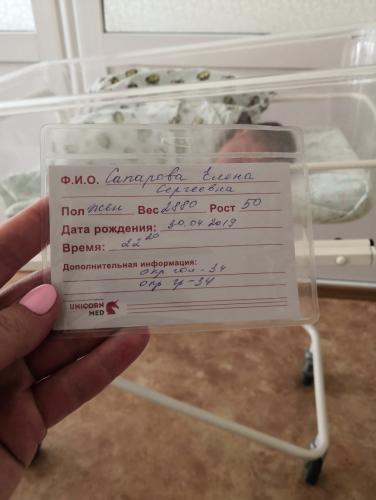 Ф.И.О. Сапарова Елена
Сергеевна
Пол жен Вес 2880 Рост 50
Дата рождения: 30.04 2019
Время: 22 20
Дополнительная информация:
окр гол - 34
окр гр - 34
UNICORN
MED